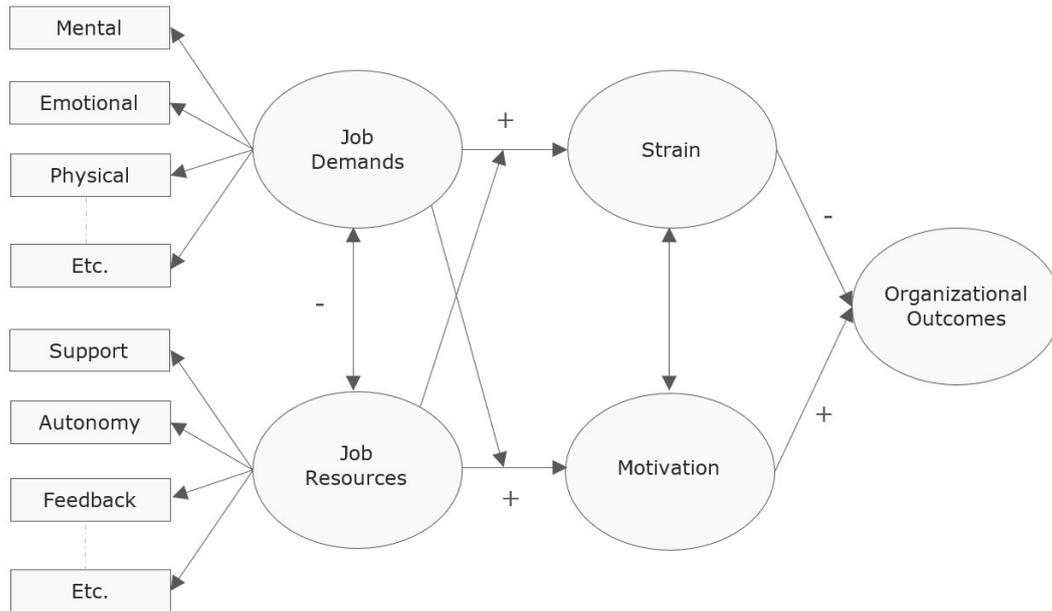 Mental
Emotional
Physical
Etc.
Support
Autonomy
Feedback
Etc.
Job
Demands
-
Job
Resources
+
+
Strain
Motivation
-
+
Organizational
Outcomes